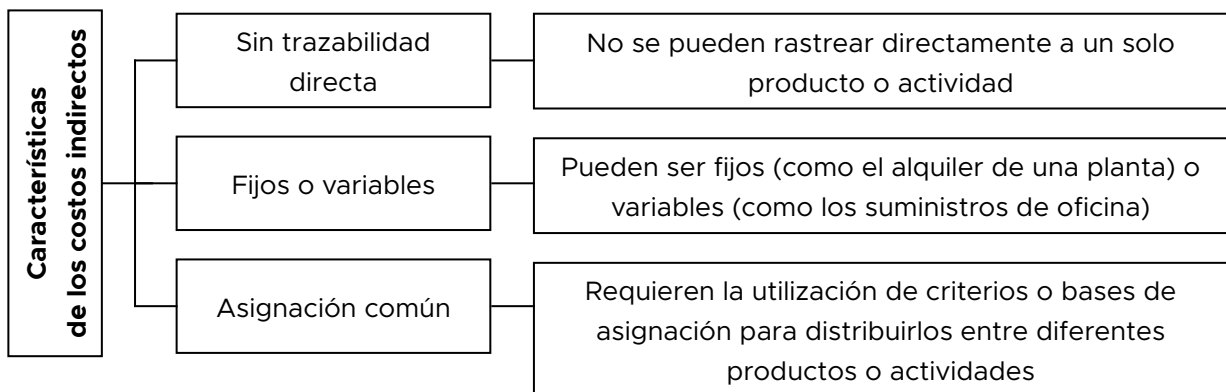 Características
de los costos indirectos
Sin trazabilidad
directa
No se pueden rastrear directamente a un solo
producto o actividad
Fijos o variables
Pueden ser fijos (como el alquiler de una planta) o
variables (como los suministros de oficina)
Asignación común
Requieren la utilización de criterios o bases de
asignación para distribuirlos entre diferentes
productos o actividades